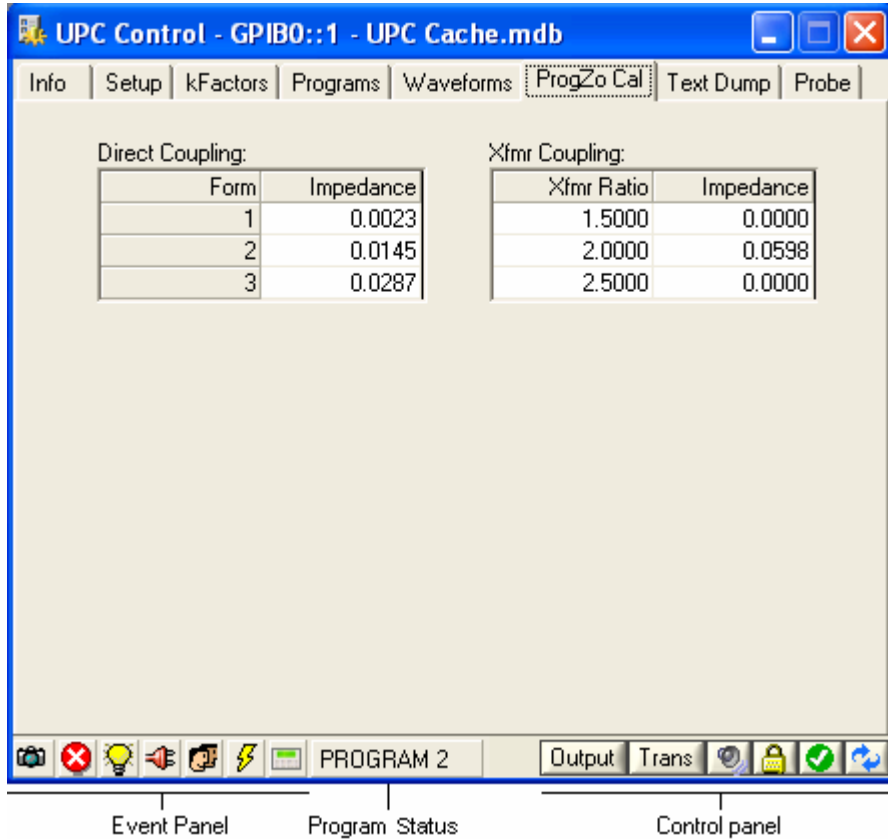 UPC Control - GPIB0::1 - UPC Cache.mdb
Info Setup kFactors Programs Waveforms ProgZo Cal Text Dump Probe
Direct Coupling: Xfmr Coupling:
Form Impedance Xfmr Ratio Impedance
1 0.0023 1.5000 0.0000
2 0.0145 2.0000 0.0598
3 0.0287 2.5000 0.0000
PROGRAM 2 Output Trans
Event Panel Program Status Control panel